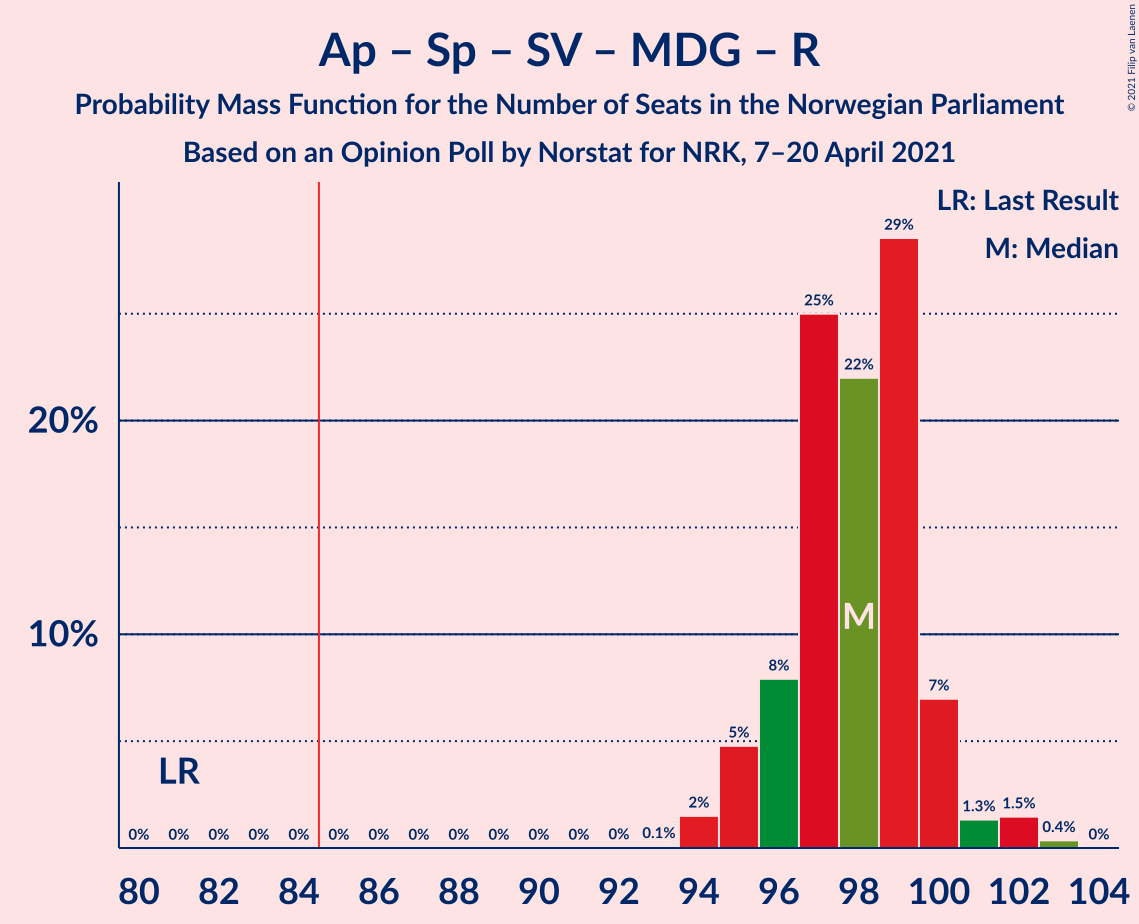 Ap – Sp – SV – MDG – R
Probability Mass Function for the Number of Seats in the Norwegian Parliament
Based on an Opinion Poll by Norstat for NRK, 7–20 April 2021
© 2021 Filip van Laenen
LR: Last Result
M: Median
29%
25%
22%
20%
M
10%
8%
7%
5%
LR
2%
1.3% 1.5%
0.4%
0% 0% 0% 0% 0% 0% 0% 0% 0% 0% 0% 0% 0% 0.1% 0%
80 82 84 86 88 90 92 94 96 98 100 102 104